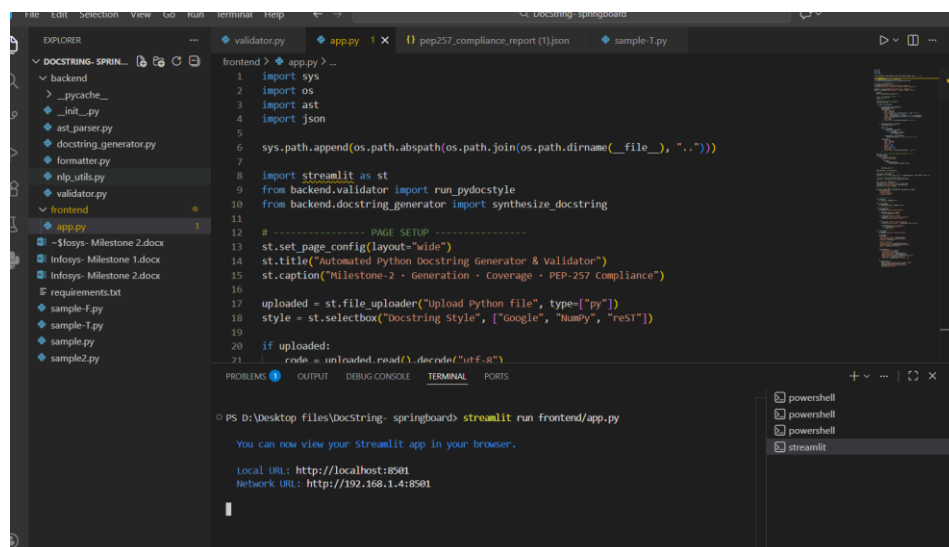 File Edit Selection View Go Run Terminal Help
DocString- springboard
EXPLORER
validator.py
app.py 1
{} pep257_compliance_report (1).json
sample-T.py
DOCSTRING- SPRIN...
backend
__pycache__
__init__.py
ast_parser.py
docstring_generator.py
formatter.py
nlp_utils.py
validator.py
frontend
app.py 1
~$fosys- Milestone 2.docx
Infosys- Milestone 1.docx
Infosys- Milestone 2.docx
requirements.txt
sample-F.py
sample-T.py
sample.py
sample2.py
frontend > app.py > ...
1 import sys
2 import os
3 import ast
4 import json
5
6 sys.path.append(os.path.abspath(os.path.join(os.path.dirname(__file__), "..")))
7
8 import streamlit as st
9 from backend.validator import run_pydocstyle
10 from backend.docstring_generator import synthesize_docstring
11
12 # ---------------- PAGE SETUP ----------------
13 st.set_page_config(layout="wide")
14 st.title("Automated Python Docstring Generator & Validator")
15 st.caption("Milestone-2 · Generation · Coverage · PEP-257 Compliance")
16
17 uploaded = st.file_uploader("Upload Python file", type=["py"])
18 style = st.selectbox("Docstring Style", ["Google", "NumPy", "reST"])
19
20 if uploaded:
21 code = uploaded.read().decode("utf-8")
PROBLEMS 1 OUTPUT DEBUG CONSOLE TERMINAL PORTS
PS D:\Desktop files\DocString- springboard> streamlit run frontend/app.py
You can now view your Streamlit app in your browser.
Local URL: http://localhost:8501
Network URL: http://192.168.1.4:8501
powershell
powershell
powershell
streamlit